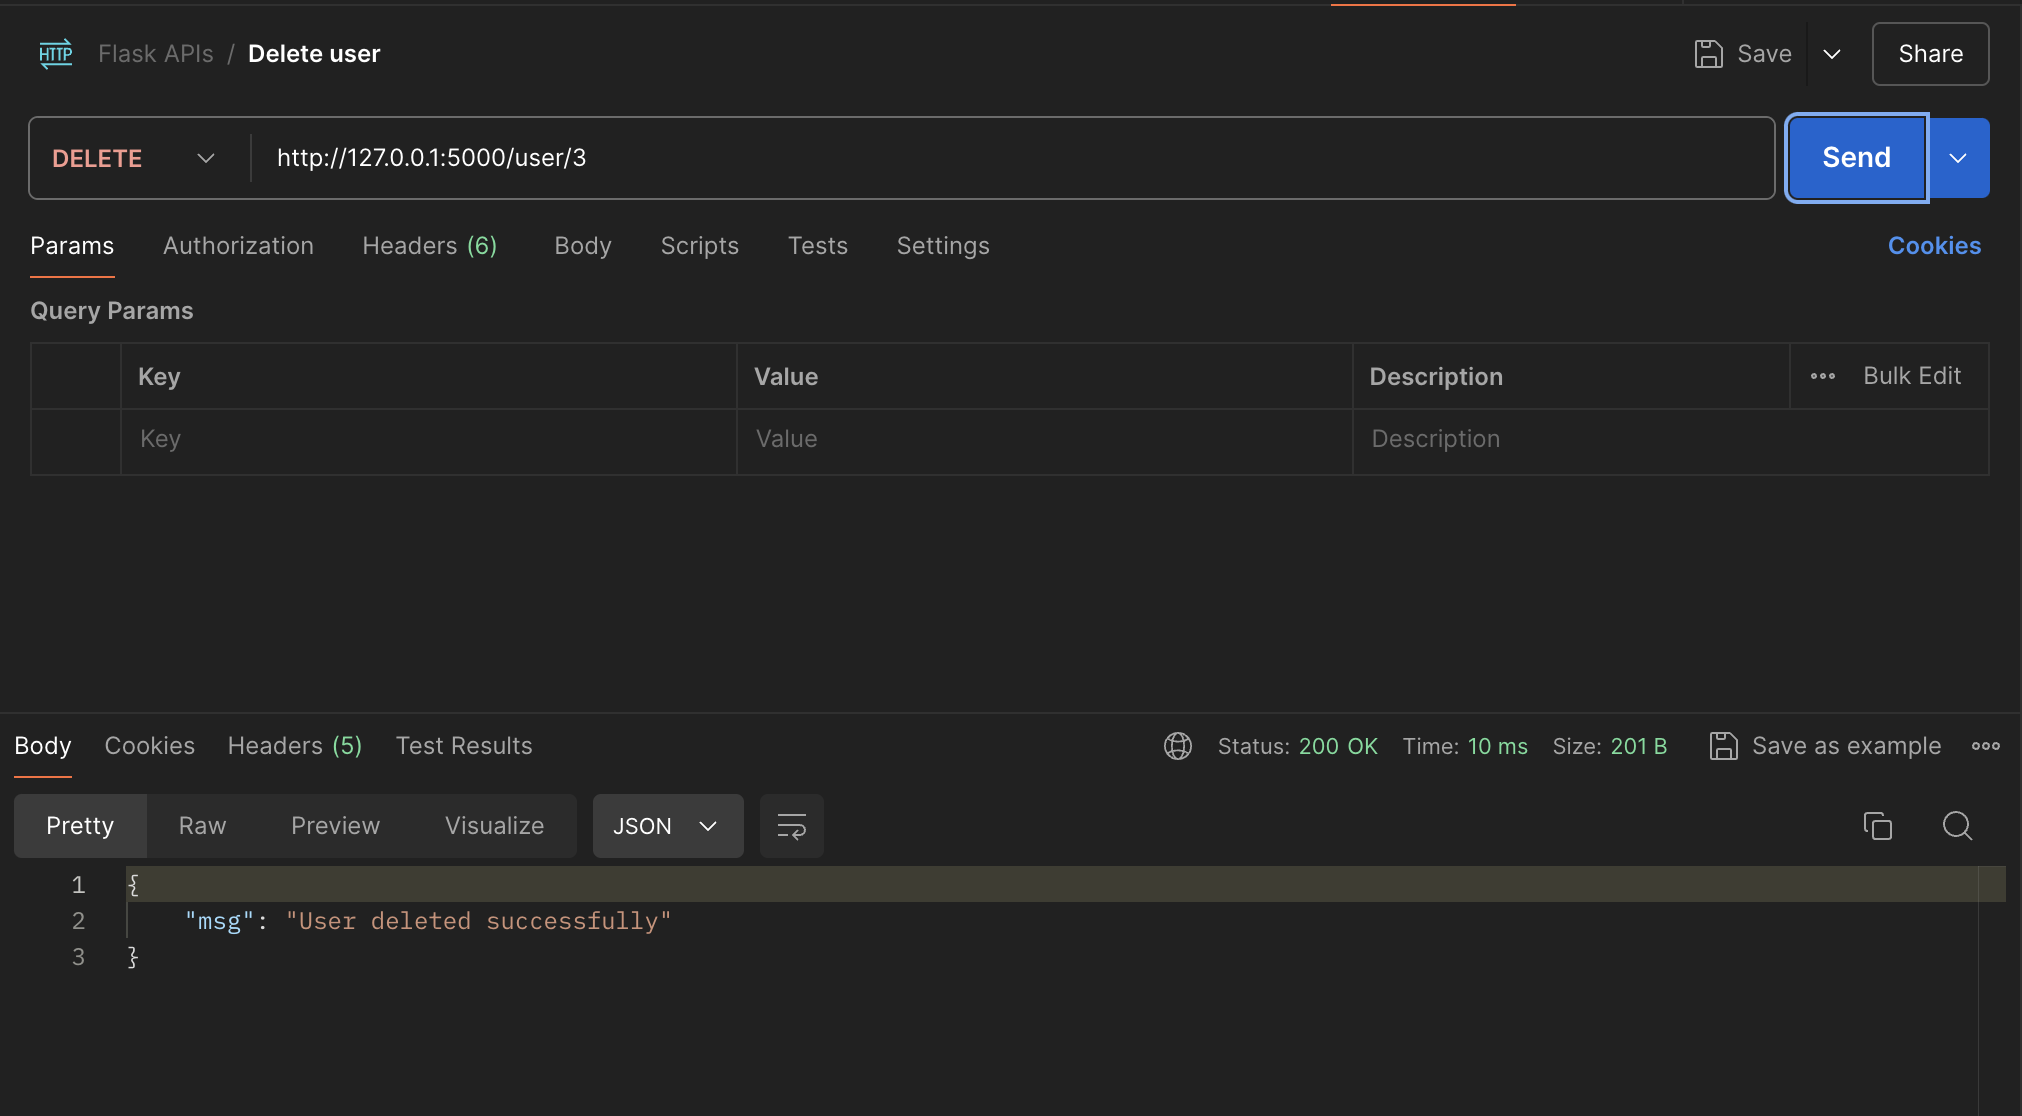 HTTP Flask APIs / Delete user Save Share
DELETE http://127.0.0.1:5000/user/3 Send
Params Authorization Headers (6) Body Scripts Tests Settings Cookies
Query Params
Key Value Description Bulk Edit
Key Value Description
Body Cookies Headers (5) Test Results Status: 200 OK Time: 10 ms Size: 201 B Save as example
Pretty Raw Preview Visualize JSON
1 {
2 "msg": "User deleted successfully"
3 }